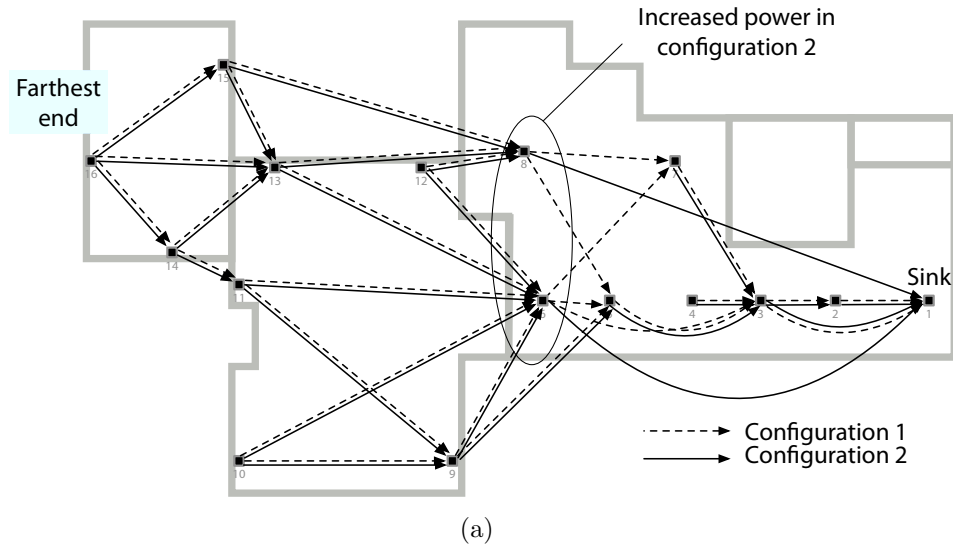 Increased power in
configuration 2
Farthest
end
15
16
13
12
8
14
11
Sink
4
3
2
1
10
9
Configuration 1
Configuration 2
(a)